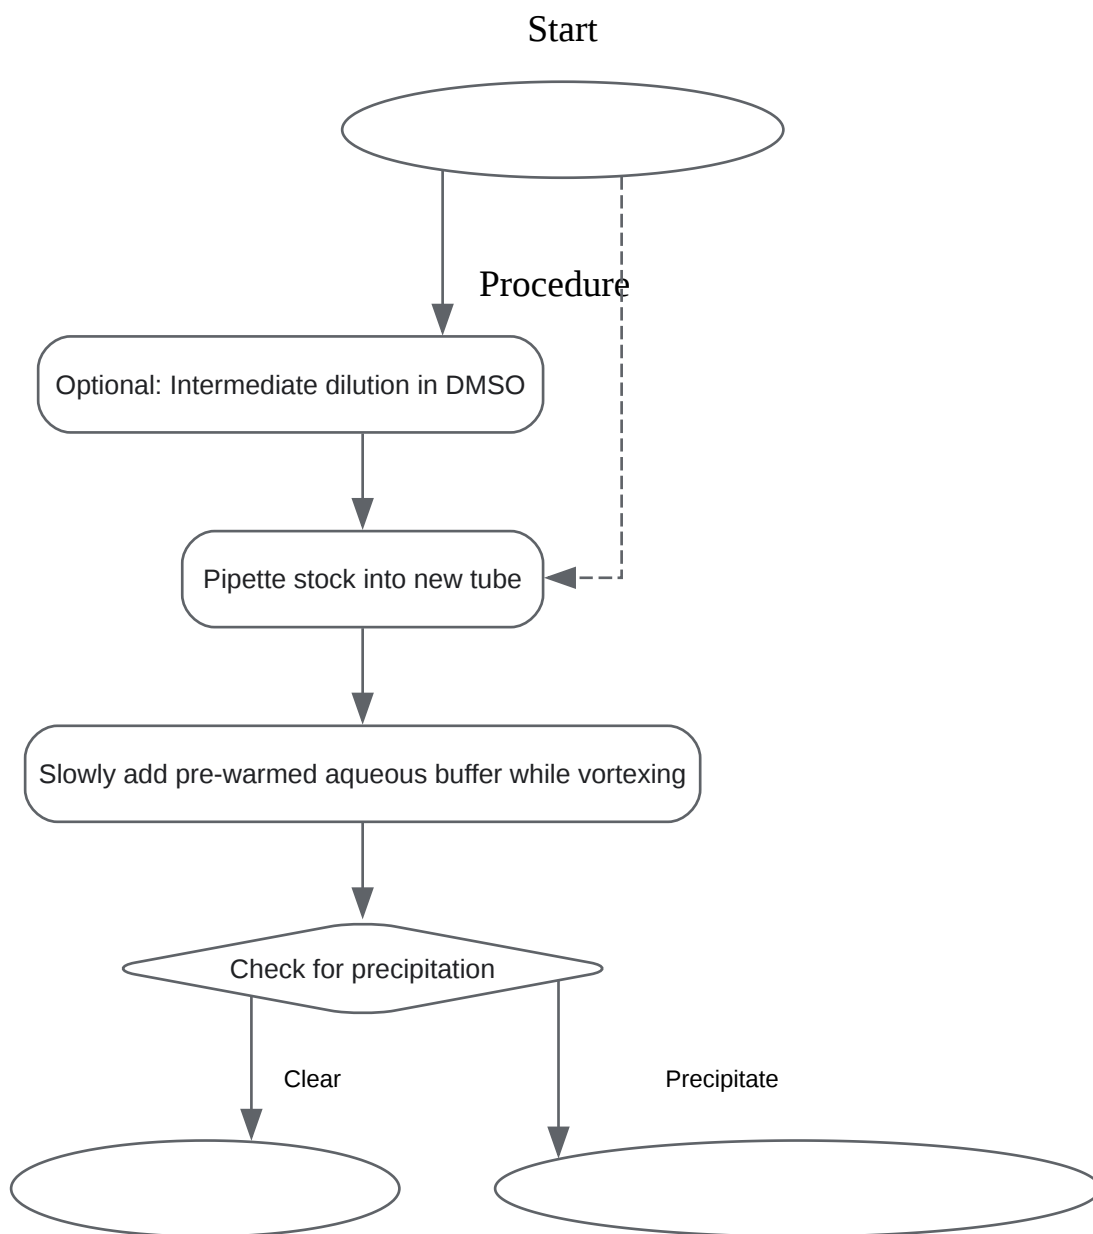 Start
Procedure
Optional: Intermediate dilution in DMSO
Pipette stock into new tube
Slowly add pre-warmed aqueous buffer while vortexing
Check for precipitation
Clear
Precipitate